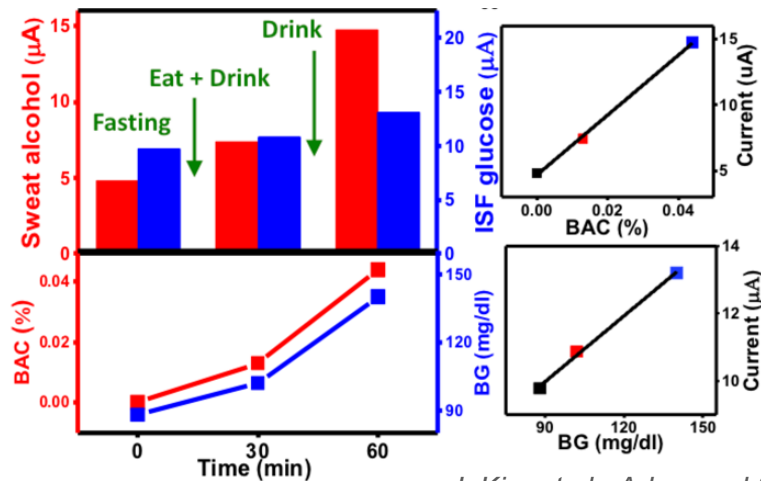 Sweat alcohol (µA)
15
10
5
0
Fasting
Eat + Drink
Drink
20
15
10
5
0
ISF glucose (µA)
15
10
5
Current (uA)
0.00 0.02 0.04
BAC (%)
BAC (%)
0.04
0.02
0.00
0 30 60
Time (min)
150
120
90
BG (mg/dl)
14
12
10
Current (µA)
90 120 150
BG (mg/dl)